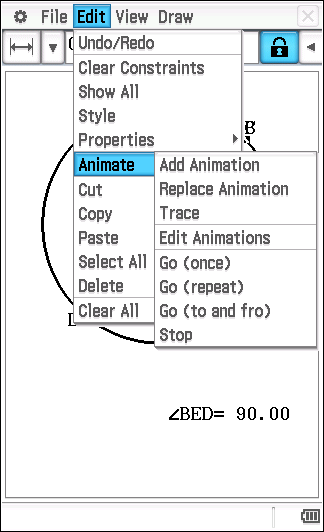 File Edit View Draw
Undo/Redo
Clear Constraints
Show All
Style
Properties
Animate
Cut
Copy
Paste
Select All
Delete
Clear All
Add Animation
Replace Animation
Trace
Edit Animations
Go (once)
Go (repeat)
Go (to and fro)
Stop
∠BED= 90.00